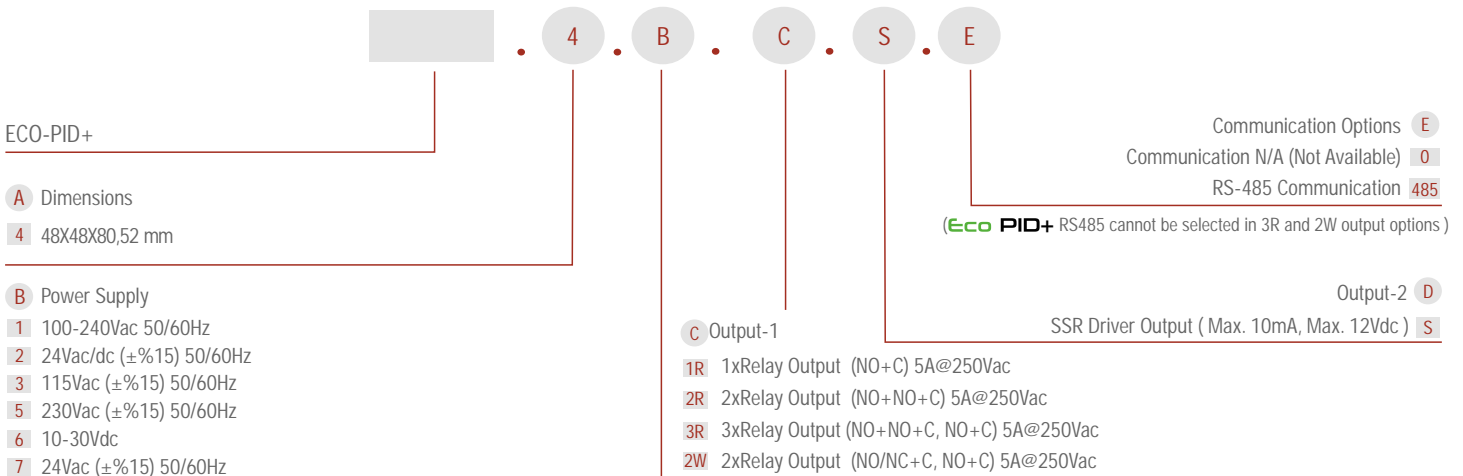 . 4 . B . C . S . E
ECO-PID+
A Dimensions
4 48X48X80,52 mm
B Power Supply
1 100-240Vac 50/60Hz
2 24Vac/dc (±%15) 50/60Hz
3 115Vac (±%15) 50/60Hz
5 230Vac (±%15) 50/60Hz
6 10-30Vdc
7 24Vac (±%15) 50/60Hz
C Output-1
1R 1xRelay Output (NO+C) 5A@250Vac
2R 2xRelay Output (NO+NO+C) 5A@250Vac
3R 3xRelay Output (NO+NO+C, NO+C) 5A@250Vac
2W 2xRelay Output (NO/NC+C, NO+C) 5A@250Vac
Communication Options E
Communication N/A (Not Available) 0
RS-485 Communication 485
(Eco PID+ RS485 cannot be selected in 3R and 2W output options )
Output-2 D
SSR Driver Output ( Max. 10mA, Max. 12Vdc ) S